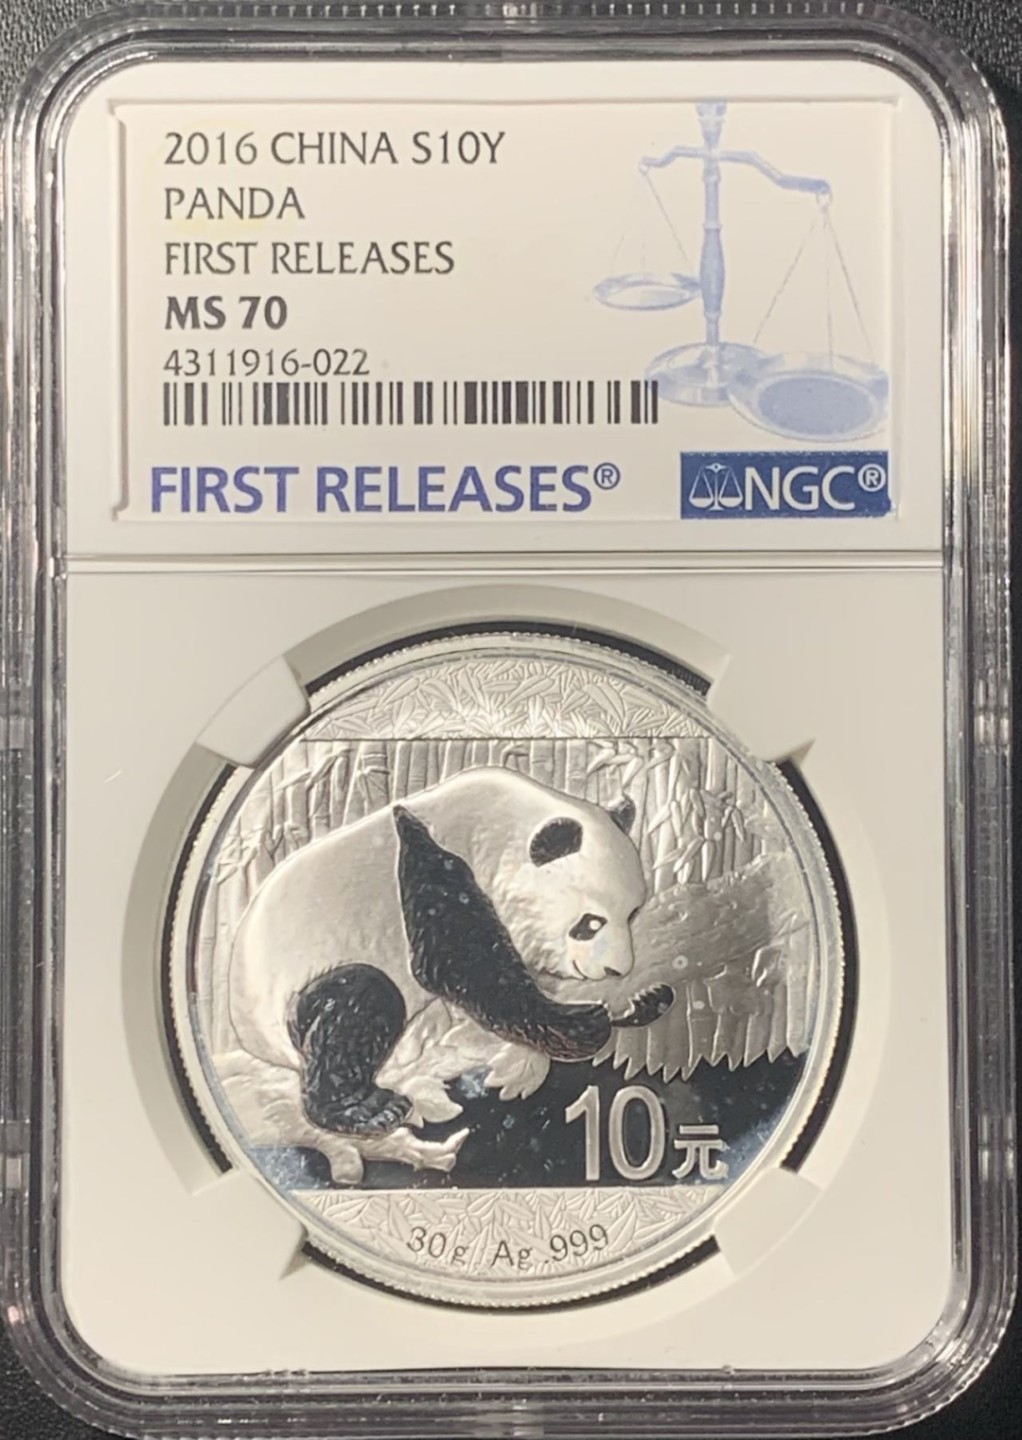 2016 CHINA S10Y
PANDA
FIRST RELEASES
MS 70
4311916-022
FIRST RELEASES®
NGC®
10元
30g Ag .999